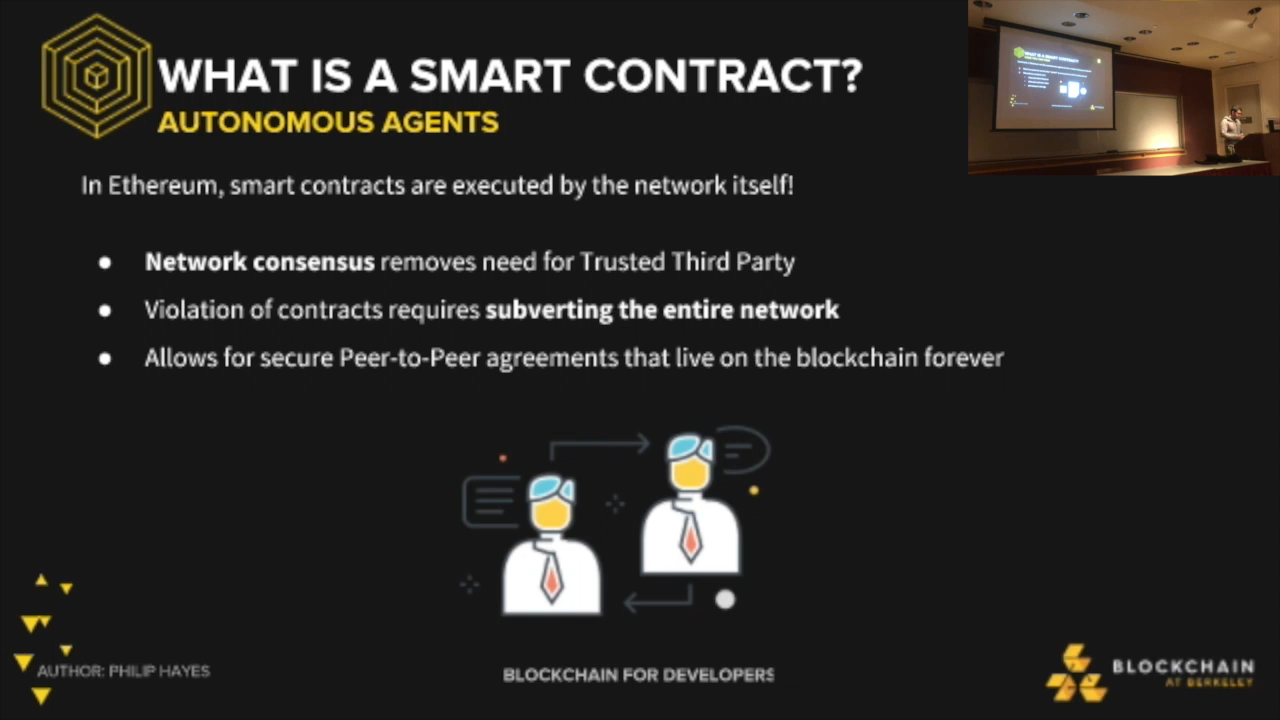 WHAT IS A SMART CONTRACT?
AUTONOMOUS AGENTS
In Ethereum, smart contracts are executed by the network itself!
● Network consensus removes need for Trusted Third Party
● Violation of contracts requires subverting the entire network
● Allows for secure Peer-to-Peer agreements that live on the blockchain forever
AUTHOR: PHILIP HAYES
BLOCKCHAIN FOR DEVELOPERS
BLOCKCHAIN
AT BERKELEY